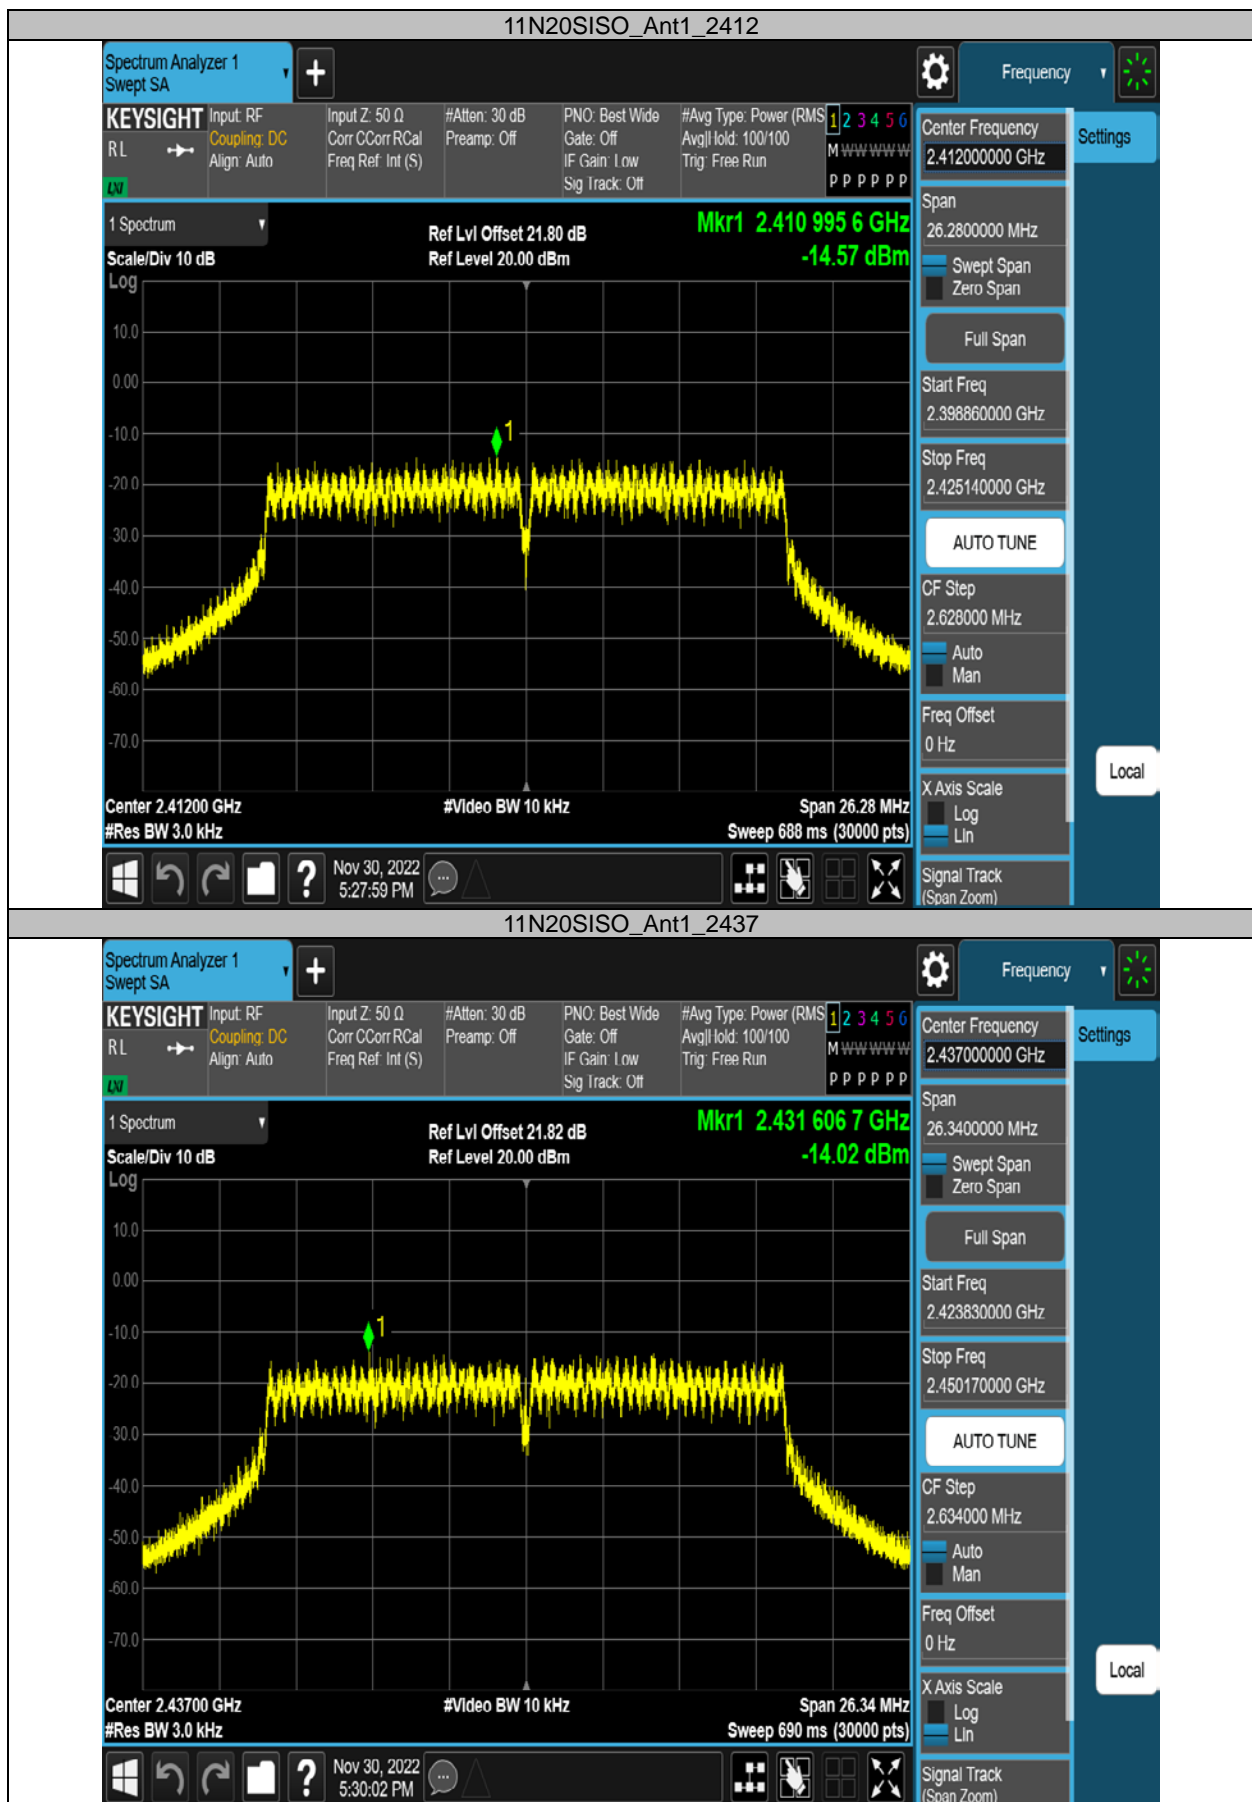 11N20SISO_Ant1_2412
Spectrum Analyzer 1
Swept SA
Frequency
KEYSIGHT
RL
LXI
Input: RF
Coupling: DC
Align: Auto
Input Z: 50 Ω
Corr CCorr RCal
Freq Ref: Int (S)
#Atten: 30 dB
Preamp: Off
PNO: Best Wide
Gate: Off
IF Gain: Low
Sig Track: Off
#Avg Type: Power (RMS
Avg|Hold: 100/100
Trig: Free Run
1 2 3 4 5 6
M W W W W W
P P P P P P
1 Spectrum
Scale/Div 10 dB
Log
Ref Lvl Offset 21.80 dB
Ref Level 20.00 dBm
Mkr1 2.410 995 6 GHz
-14.57 dBm
10.0
0.00
-10.0
-20.0
-30.0
-40.0
-50.0
-60.0
-70.0
1
Center 2.41200 GHz
#Res BW 3.0 kHz
#Video BW 10 kHz
Span 26.28 MHz
Sweep 688 ms (30000 pts)
Nov 30, 2022
5:27:59 PM
Center Frequency
2.412000000 GHz
Settings
Span
26.2800000 MHz
Swept Span
Zero Span
Full Span
Start Freq
2.398860000 GHz
Stop Freq
2.425140000 GHz
AUTO TUNE
CF Step
2.628000 MHz
Auto
Man
Freq Offset
0 Hz
X Axis Scale
Log
Lin
Signal Track
(Span Zoom)
Local
11N20SISO_Ant1_2437
Spectrum Analyzer 1
Swept SA
Frequency
KEYSIGHT
RL
LXI
Input: RF
Coupling: DC
Align: Auto
Input Z: 50 Ω
Corr CCorr RCal
Freq Ref: Int (S)
#Atten: 30 dB
Preamp: Off
PNO: Best Wide
Gate: Off
IF Gain: Low
Sig Track: Off
#Avg Type: Power (RMS
Avg|Hold: 100/100
Trig: Free Run
1 2 3 4 5 6
M W W W W W
P P P P P P
1 Spectrum
Scale/Div 10 dB
Log
Ref Lvl Offset 21.82 dB
Ref Level 20.00 dBm
Mkr1 2.431 606 7 GHz
-14.02 dBm
10.0
0.00
-10.0
-20.0
-30.0
-40.0
-50.0
-60.0
-70.0
1
Center 2.43700 GHz
#Res BW 3.0 kHz
#Video BW 10 kHz
Span 26.34 MHz
Sweep 690 ms (30000 pts)
Nov 30, 2022
5:30:02 PM
Center Frequency
2.437000000 GHz
Settings
Span
26.3400000 MHz
Swept Span
Zero Span
Full Span
Start Freq
2.423830000 GHz
Stop Freq
2.450170000 GHz
AUTO TUNE
CF Step
2.634000 MHz
Auto
Man
Freq Offset
0 Hz
X Axis Scale
Log
Lin
Signal Track
(Span Zoom)
Local